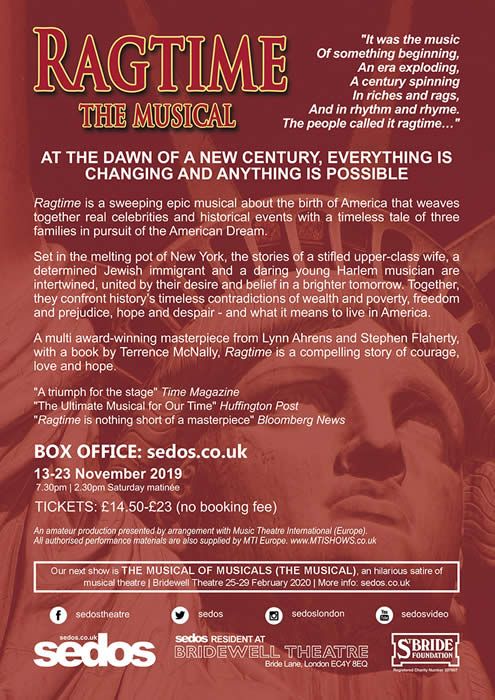 RAGTIME
THE MUSICAL
"It was the music
Of something beginning,
An era exploding,
A century spinning
In riches and rags,
And in rhythm and rhyme.
The people called it ragtime…"
AT THE DAWN OF A NEW CENTURY, EVERYTHING IS
CHANGING AND ANYTHING IS POSSIBLE
Ragtime is a sweeping epic musical about the birth of America that weaves
together real celebrities and historical events with a timeless tale of three
families in pursuit of the American Dream.
Set in the melting pot of New York, the stories of a stifled upper-class wife, a
determined Jewish immigrant and a daring young Harlem musician are
intertwined, united by their desire and belief in a brighter tomorrow. Together,
they confront history's timeless contradictions of wealth and poverty, freedom
and prejudice, hope and despair - and what it means to live in America.
A multi award-winning masterpiece from Lynn Ahrens and Stephen Flaherty,
with a book by Terrence McNally, Ragtime is a compelling story of courage,
love and hope.
"A triumph for the stage" Time Magazine
"The Ultimate Musical for Our Time" Huffington Post
"Ragtime is nothing short of a masterpiece" Bloomberg News
BOX OFFICE: sedos.co.uk
13-23 November 2019
7.30pm | 2.30pm Saturday matinée
TICKETS: £14.50-£23 (no booking fee)
An amateur production presented by arrangement with Music Theatre International (Europe).
All authorised performance materials are also supplied by MTI Europe. www.MTISHOWS.co.uk
Our next show is THE MUSICAL OF MUSICALS (THE MUSICAL), an hilarious satire of
musical theatre | Bridewell Theatre 25-29 February 2020 | More info: sedos.co.uk
sedostheatre
sedos
sedoslondon
You Tube
sedosvideo
sedos.co.uk
sedos
sedos RESIDENT AT
BRIDEWELL THEATRE
Bride Lane, London EC4Y 8EQ
ST BRIDE
FOUNDATION
Registered Charity Number 207607